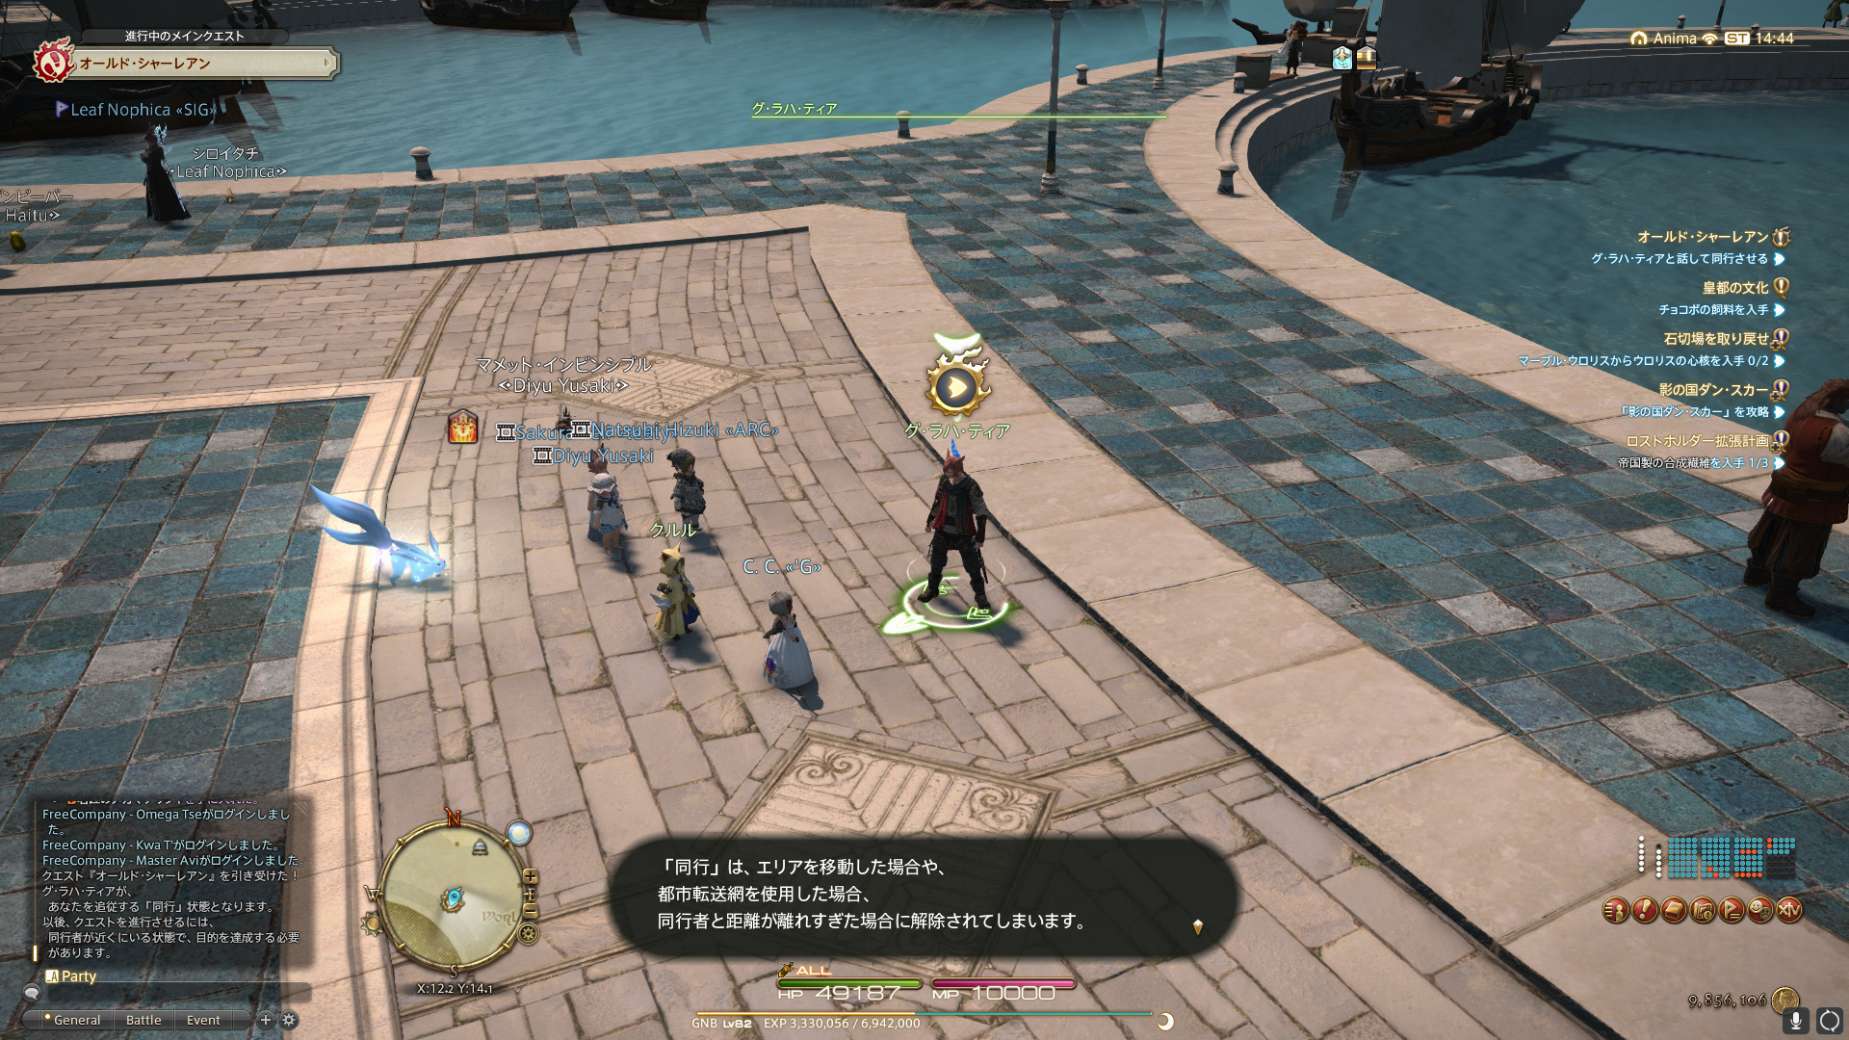 進行中のメインクエスト
オールド・シャーレアン
Anima ST 14:44
Leaf Nophica «SIG»
シロイタチ
Leaf Nophica
Haitu
グ・ラハ・ティア
オールド・シャーレアン
グ・ラハ・ティアと話して同行させる
皇都の文化
チョコボの飼料を入手
石切場を取り戻せ
マーブル・ウロリスからウロリスの心核を入手 0/2
影の国ダン・スカー
「影の国ダン・スカー」を攻略
ロストホルダー拡張計画
帝国製の合成繊維を入手 1/3
マメット・インビンシブル
Diyu Yusaki
Sakura
Natsubi Hizuki «ARC»
Diyu Yusaki
グ・ラハ・ティア
クルル
C. C. «'G»
FreeCompany - Omega Tseがログインしまし
た。
FreeCompany - Kwa T'がログインしました。
FreeCompany - Master Aviがログインしました
クエスト『オールド・シャーレアン』を引き受けた！
グ・ラハ・ティアが、
あなたを追従する「同行」状態となります。
以後、クエストを進行させるには、
同行者が近くにいる状態で、目的を達成する必要
があります。
Party
General Battle Event
N
W
S
X:12.2 Y:14.1
「同行」は、エリアを移動した場合や、
都市転送網を使用した場合、
同行者と距離が離れすぎた場合に解除されてしまいます。
ALL
HP 49187 MP 10000
GNB Lv82 EXP 3,330,056 / 6,942,000
XIV
9,856,106